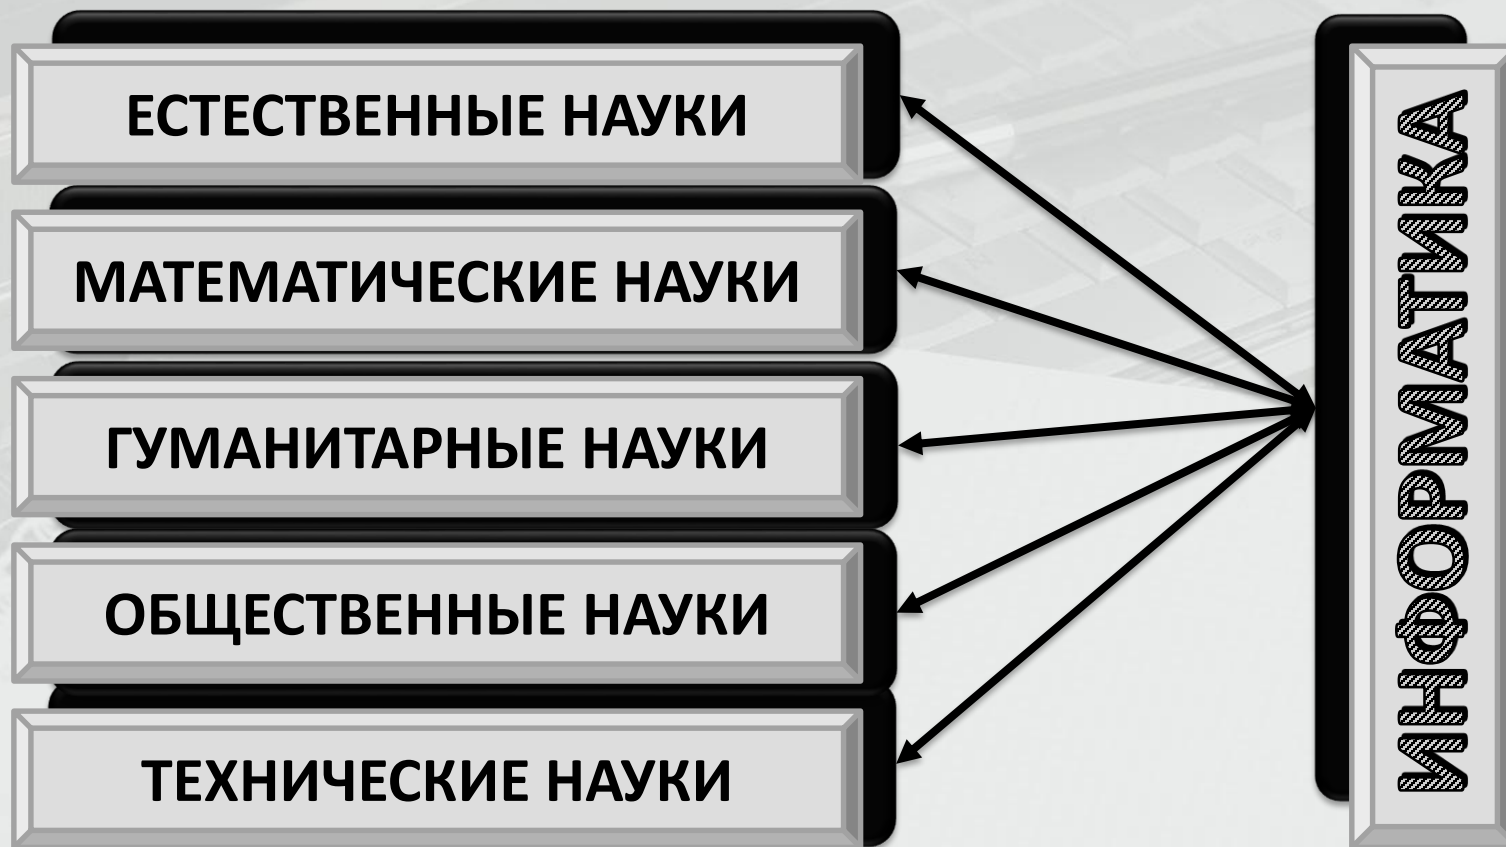 ЕСТЕСТВЕННЫЕ НАУКИ
МАТЕМАТИЧЕСКИЕ НАУКИ
ГУМАНИТАРНЫЕ НАУКИ
ОБЩЕСТВЕННЫЕ НАУКИ
ТЕХНИЧЕСКИЕ НАУКИ
ИНФОРМАТИКА